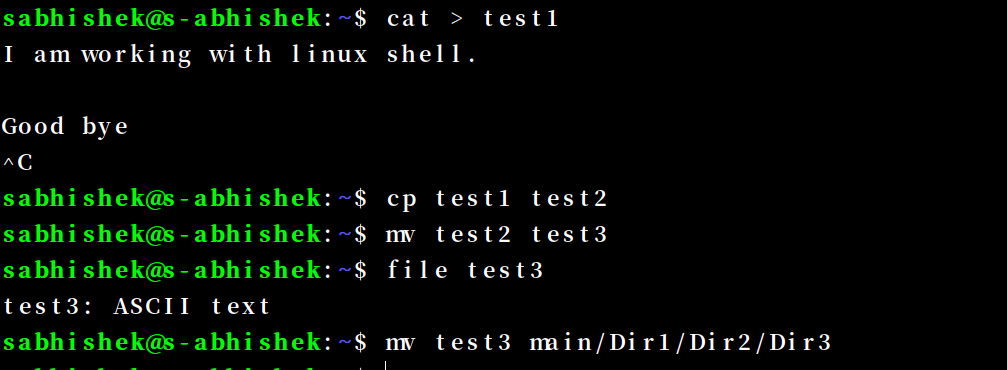 sabhishek@s-abhishek:~$ cat > test1
I am working with linux shell.
Good bye
^C
sabhishek@s-abhishek:~$ cp test1 test2
sabhishek@s-abhishek:~$ mv test2 test3
sabhishek@s-abhishek:~$ file test3
test3: ASCII text
sabhishek@s-abhishek:~$ mv test3 main/Dir1/Dir2/Dir3